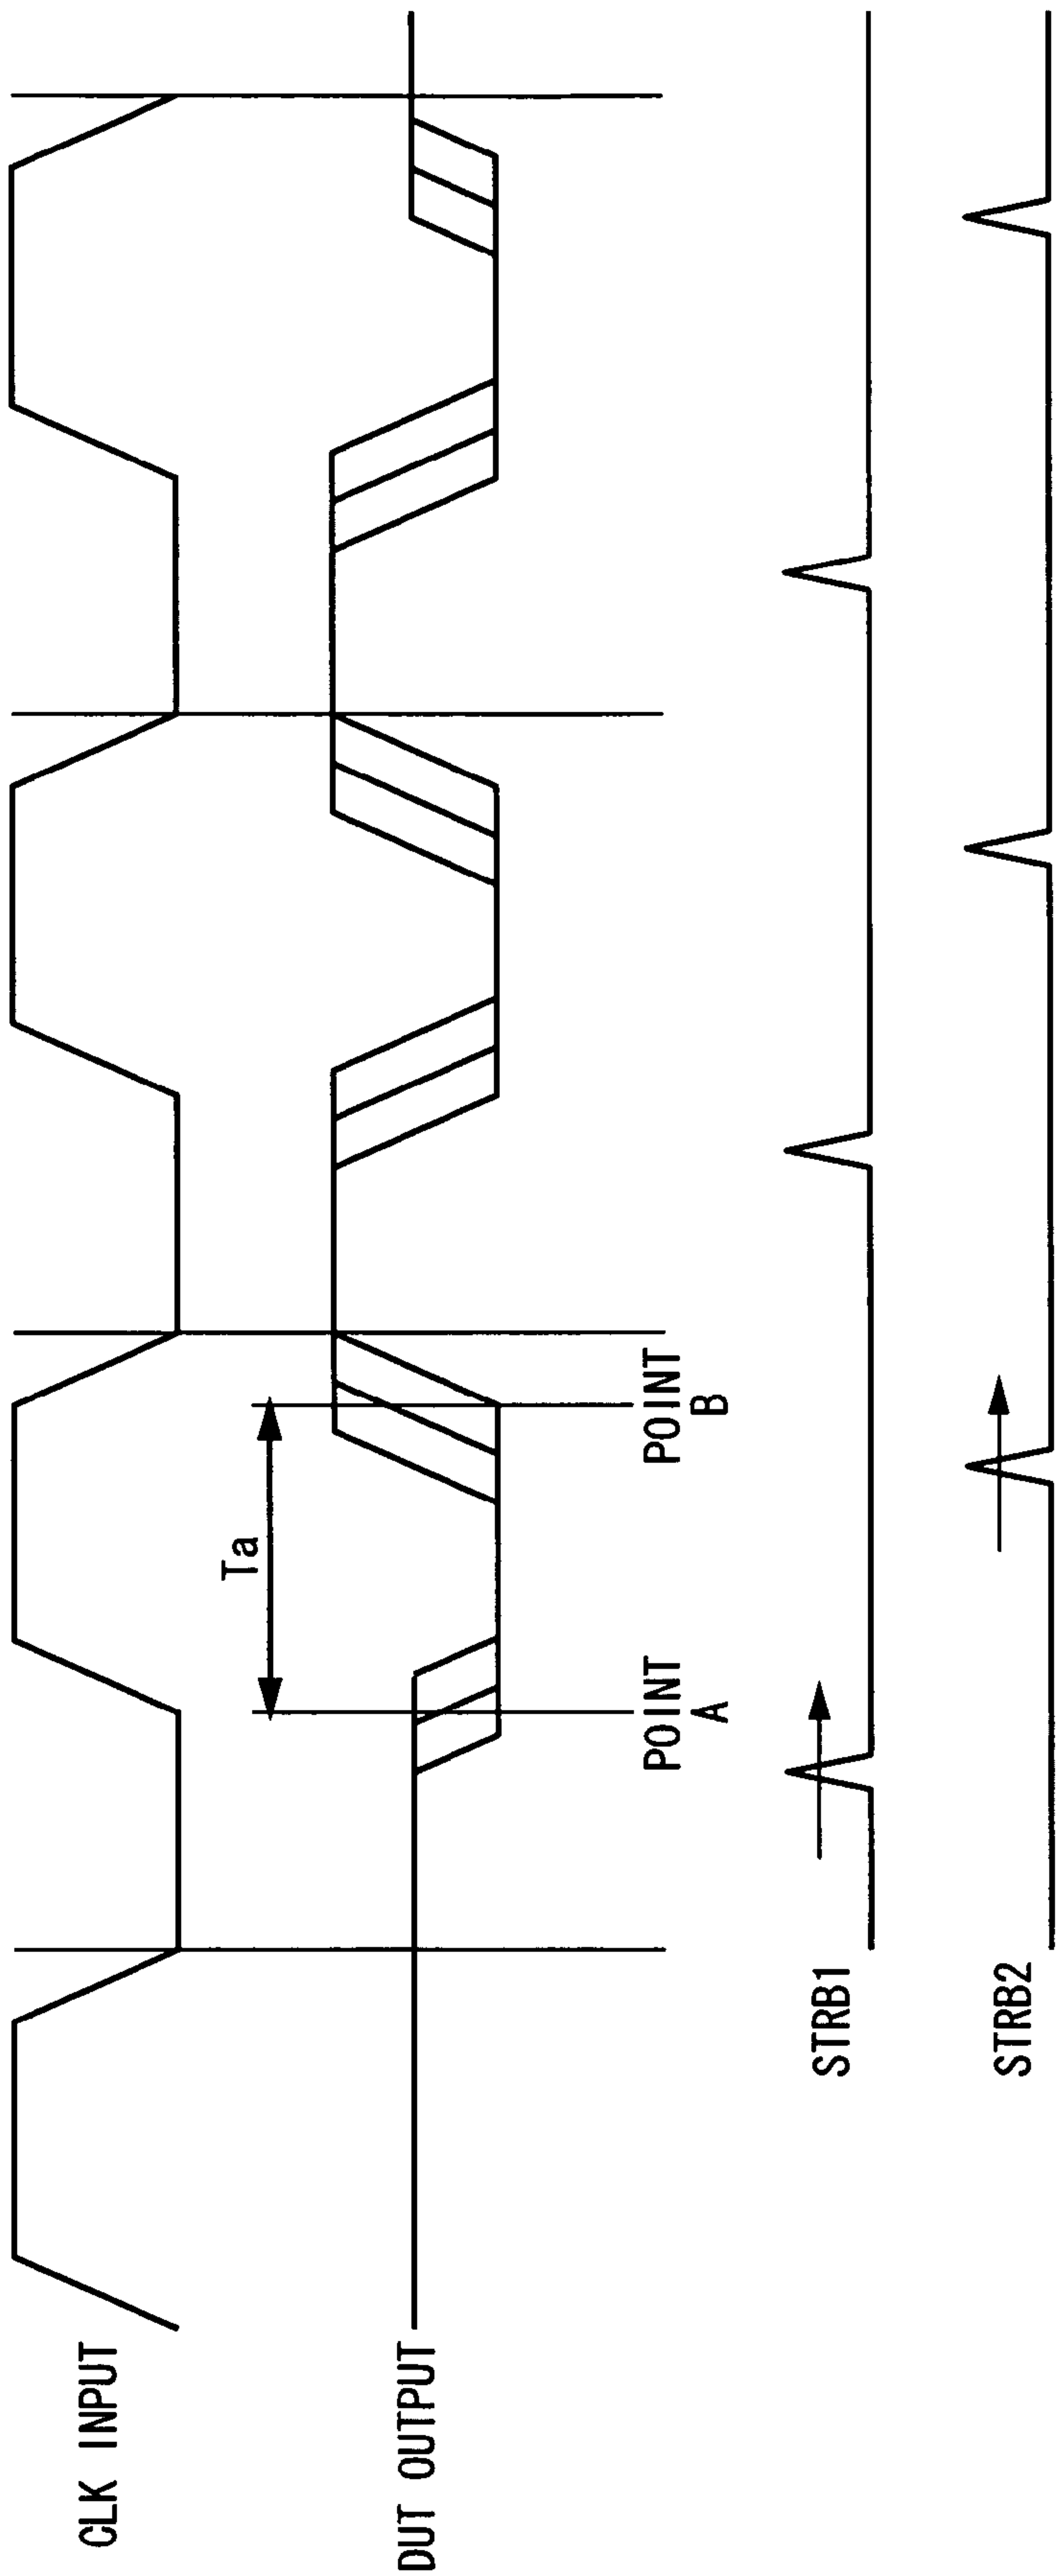 CLK INPUT
DUT OUTPUT
Ta
POINT
A
POINT
B
STRB1
STRB2